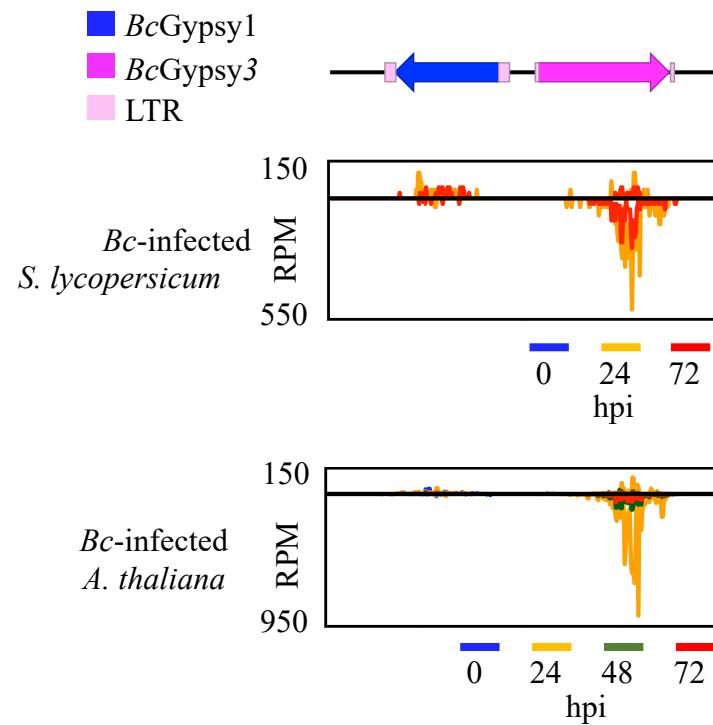 BcGypsy1
BcGypsy3
LTR
150
RPM
550
Bc-infected
S. lycopersicum
0 24 72
hpi
150
RPM
950
Bc-infected
A. thaliana
0 24 48 72
hpi